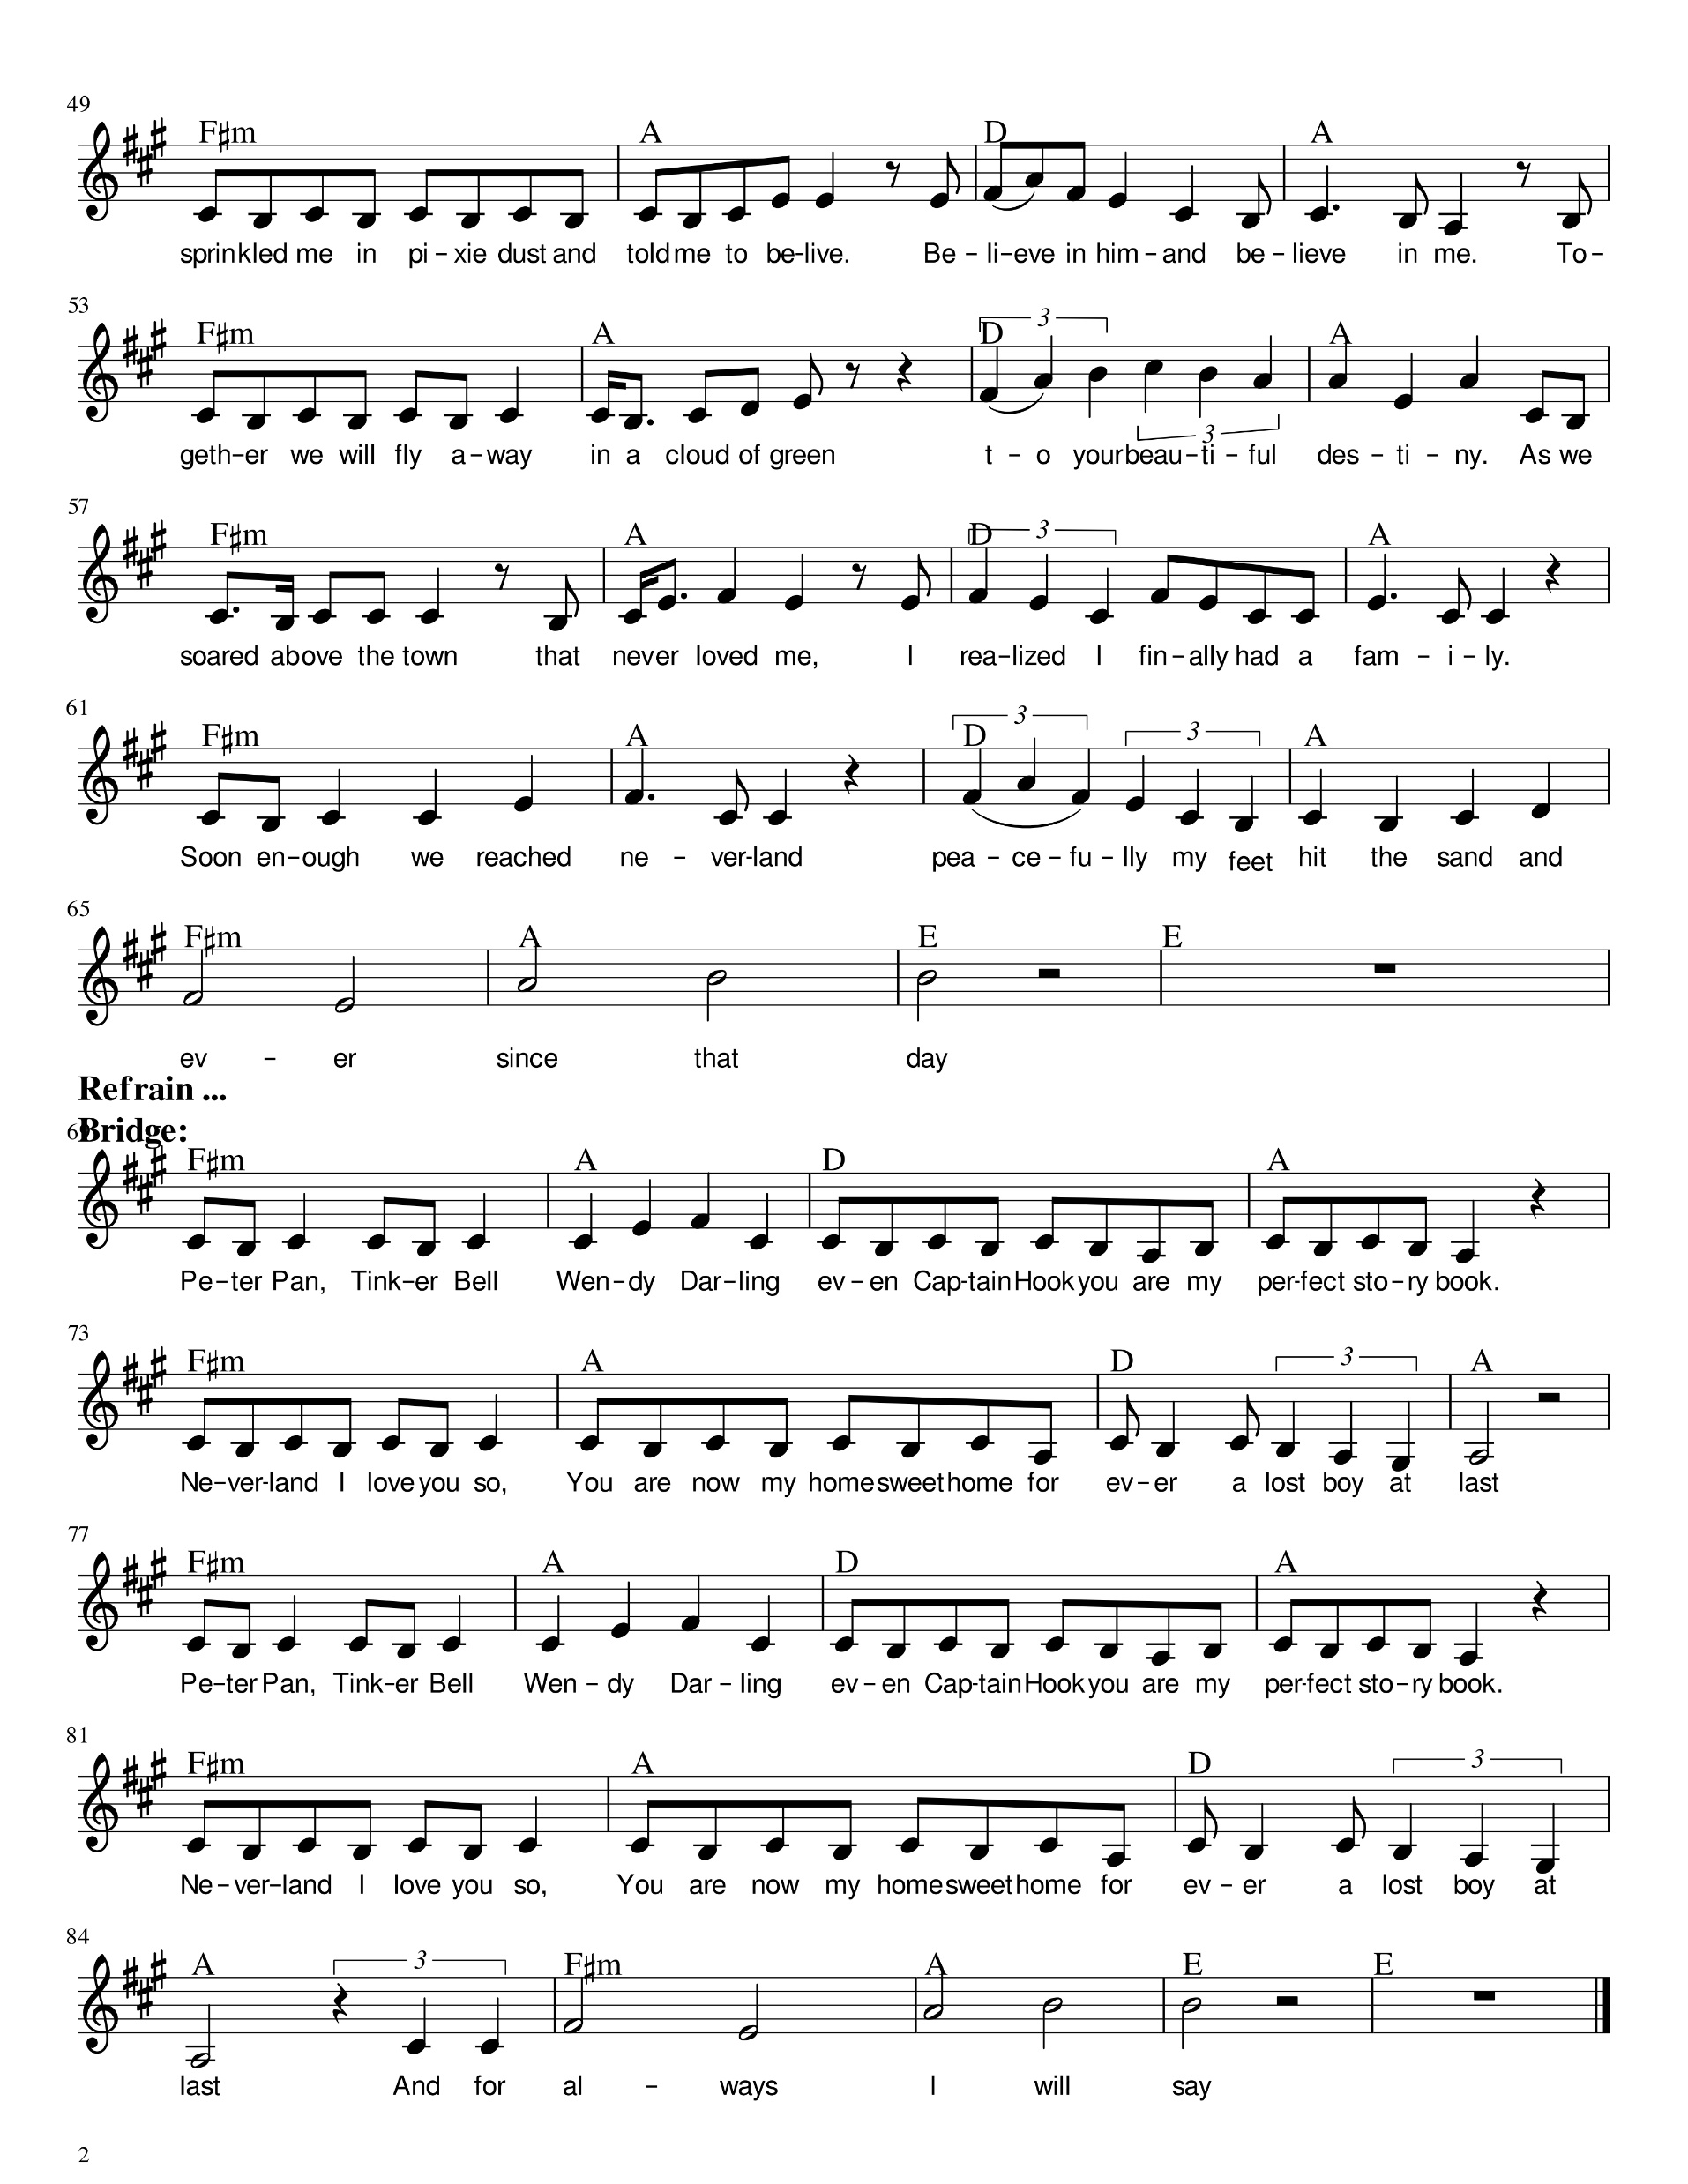 49
F♯m A D A
sprinkled me in pi – xie dust and told me to be – live. Be – li – eve in him – and be – lieve in me. To –
53
F♯m A 3 D 3 A
geth – er we will fly a – way in a cloud of green t – o your beau – ti – ful des – ti – ny. As we
57
F♯m A 3 D A
soared above the town that never loved me, I rea – lized I fin – ally had a fam – i – ly.
61
F♯m A 3 D 3 A
Soon en – ough we reached ne – ver – land pea – ce – fu – lly my feet hit the sand and
65
F♯m A E E
ev – er since that day
Refrain ...
Bridge:
F♯m A D A
Pe – ter Pan, Tink – er Bell Wen – dy Dar – ling ev – en Cap – tain Hook you are my per – fect sto – ry book.
73
F♯m A D 3 A
Ne – ver – land I love you so, You are now my home sweet home for ev – er a lost boy at last
77
F♯m A D A
Pe – ter Pan, Tink – er Bell Wen – dy Dar – ling ev – en Cap – tain Hook you are my per – fect sto – ry book.
81
F♯m A D 3
Ne – ver – land I love you so, You are now my home sweet home for ev – er a lost boy at
84
A 3 F♯m A E E
last And for al – ways I will say
2